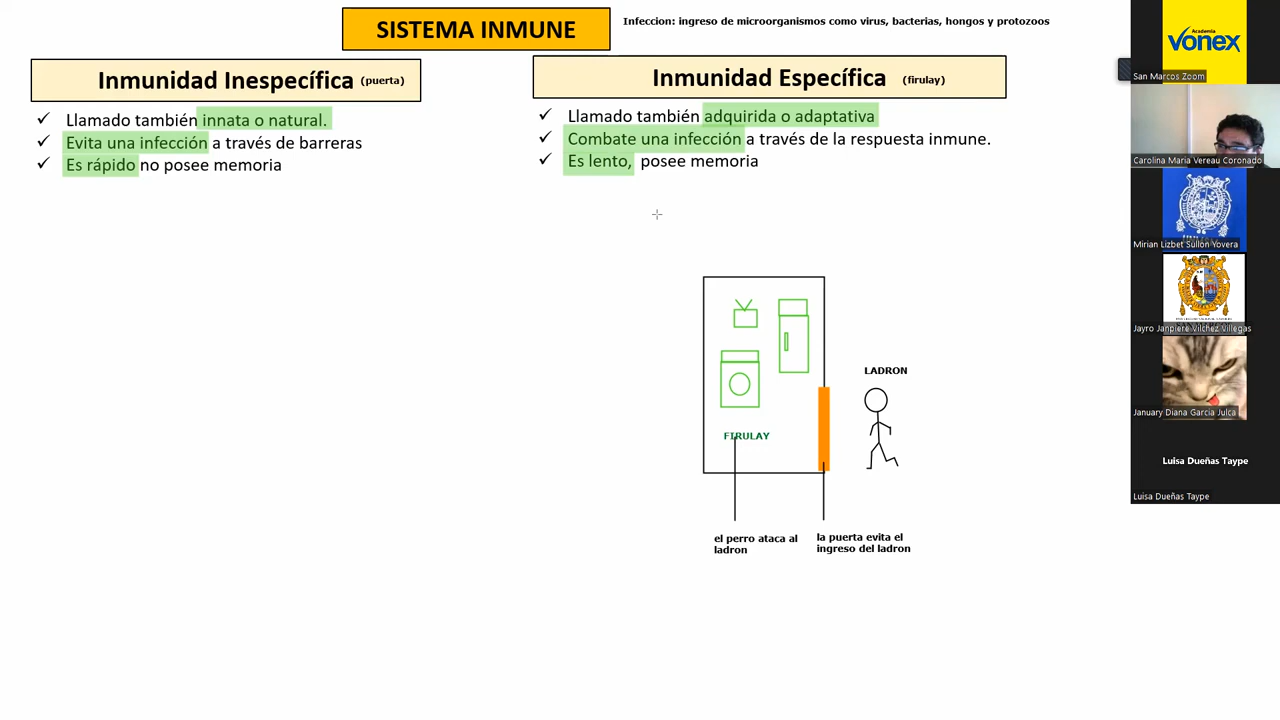 SISTEMA INMUNE
Infeccion: ingreso de microorganismos como virus, bacterias, hongos y protozoos
Inmunidad Inespecífica (puerta)
Llamado también innata o natural.
Evita una infección a través de barreras
Es rápido no posee memoria
Inmunidad Específica (firulay)
Llamado también adquirida o adaptativa
Combate una infección a través de la respuesta inmune.
Es lento, posee memoria
LADRON
FIRULAY
el perro ataca al
ladron
la puerta evita el
ingreso del ladron
Academia
Vonex
San Marcos Zoom
Carolina Maria Vereau Coronado
Mirian Lizbet Sullon Yovera
Jayro Janpiere Vilchez Villegas
January Diana Garcia Julca
Luisa Dueñas Taype
Luisa Dueñas Taype